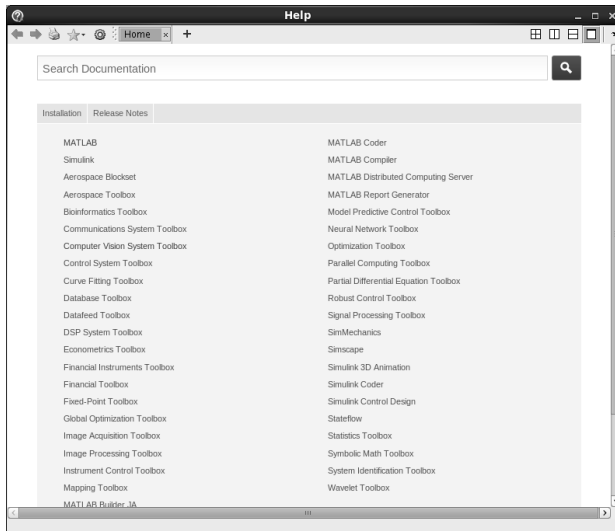 Help
Home
Search Documentation
Installation Release Notes
MATLAB
Simulink
Aerospace Blockset
Aerospace Toolbox
Bioinformatics Toolbox
Communications System Toolbox
Computer Vision System Toolbox
Control System Toolbox
Curve Fitting Toolbox
Database Toolbox
Datafeed Toolbox
DSP System Toolbox
Econometrics Toolbox
Financial Instruments Toolbox
Financial Toolbox
Fixed-Point Toolbox
Global Optimization Toolbox
Image Acquisition Toolbox
Image Processing Toolbox
Instrument Control Toolbox
Mapping Toolbox
MATLAB Builder JA
MATLAB Coder
MATLAB Compiler
MATLAB Distributed Computing Server
MATLAB Report Generator
Model Predictive Control Toolbox
Neural Network Toolbox
Optimization Toolbox
Parallel Computing Toolbox
Partial Differential Equation Toolbox
Robust Control Toolbox
Signal Processing Toolbox
SimMechanics
Simscape
Simulink 3D Animation
Simulink Coder
Simulink Control Design
Stateflow
Statistics Toolbox
Symbolic Math Toolbox
System Identification Toolbox
Wavelet Toolbox